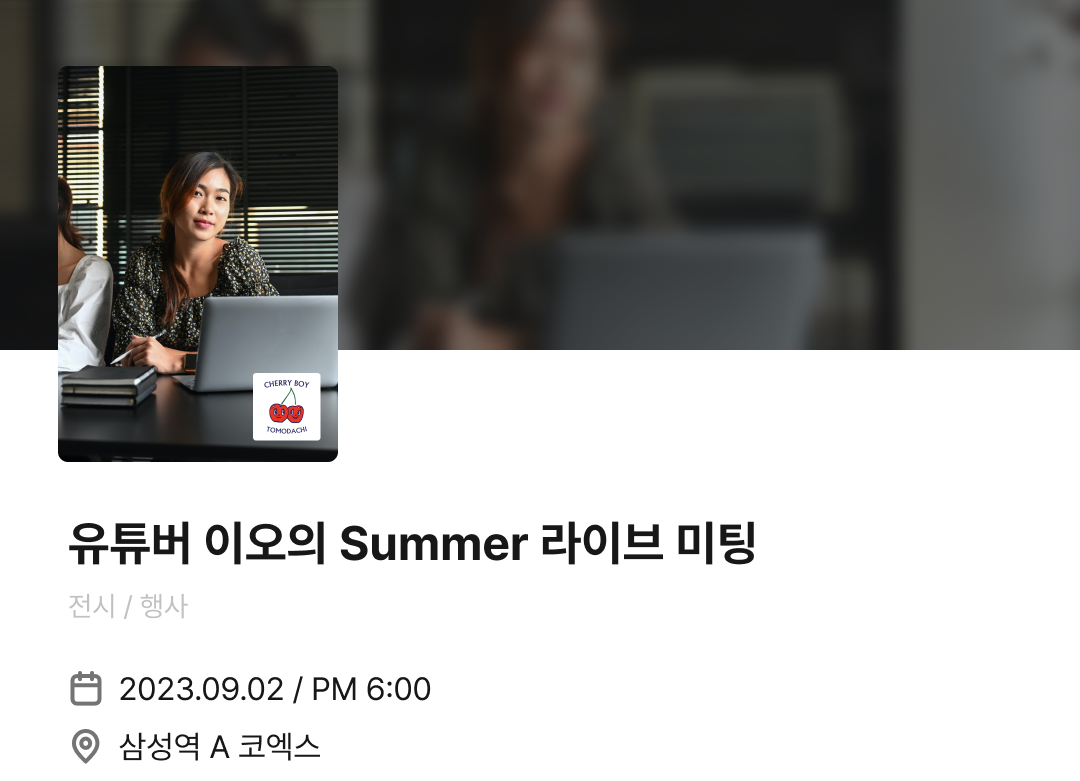 CHERRY BOY
TOMODACHI
유튜버 이오의 Summer 라이브 미팅
전시 / 행사
2023.09.02 / PM 6:00
삼성역 A 코엑스